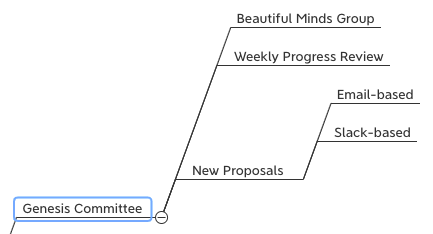 Beautiful Minds Group
Weekly Progress Review
Email-based
Slack-based
New Proposals
Genesis Committee